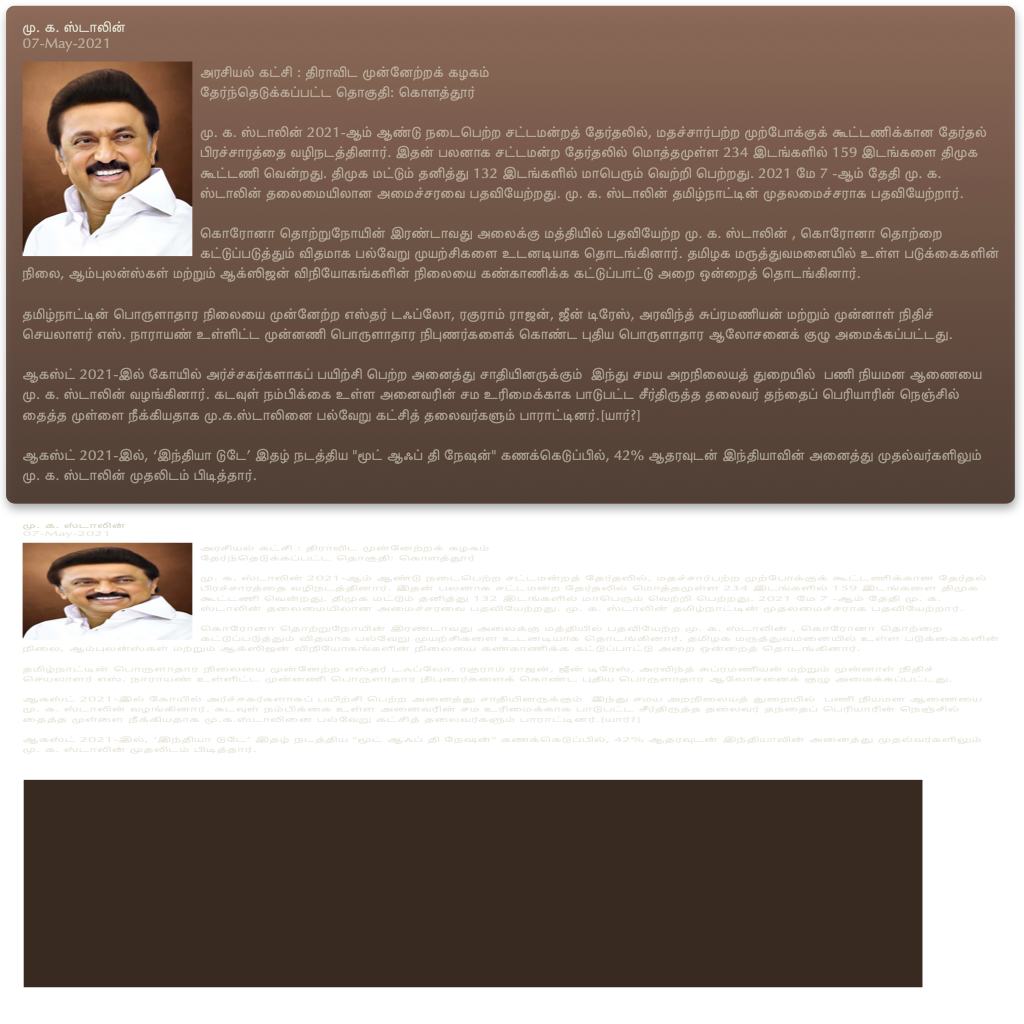 மு. க. ஸ்டாலின்
07-May-2021
அரசியல் கட்சி : திராவிட முன்னேற்றக் கழகம்
தேர்ந்தெடுக்கப்பட்ட தொகுதி: கொளத்தூர்
மு. க. ஸ்டாலின் 2021-ஆம் ஆண்டு நடைபெற்ற சட்டமன்றத் தேர்தலில், மதச்சார்பற்ற முற்போக்குக் கூட்டணிக்கான தேர்தல்
பிரச்சாரத்தை வழிநடத்தினார். இதன் பலனாக சட்டமன்ற தேர்தலில் மொத்தமுள்ள 234 இடங்களில் 159 இடங்களை திமுக
கூட்டணி வென்றது. திமுக மட்டும் தனித்து 132 இடங்களில் மாபெரும் வெற்றி பெற்றது. 2021 மே 7 -ஆம் தேதி மு. க.
ஸ்டாலின் தலைமையிலான அமைச்சரவை பதவியேற்றது. மு. க. ஸ்டாலின் தமிழ்நாட்டின் முதலமைச்சராக பதவியேற்றார்.
கொரோனா தொற்றுநோயின் இரண்டாவது அலைக்கு மத்தியில் பதவியேற்ற மு. க. ஸ்டாலின் , கொரோனா தொற்றை
கட்டுப்படுத்தும் விதமாக பல்வேறு முயற்சிகளை உடனடியாக தொடங்கினார். தமிழக மருத்துவமனையில் உள்ள படுக்கைகளின்
நிலை, ஆம்புலன்ஸ்கள் மற்றும் ஆக்ஸிஜன் விநியோகங்களின் நிலையை கண்காணிக்க கட்டுப்பாட்டு அறை ஒன்றைத் தொடங்கினார்.
தமிழ்நாட்டின் பொருளாதார நிலையை முன்னேற்ற எஸ்தர் டஃப்லோ, ரகுராம் ராஜன், ஜீன் டிரேஸ், அரவிந்த் சுப்ரமணியன் மற்றும் முன்னாள் நிதிச்
செயலாளர் எஸ். நாராயண் உள்ளிட்ட முன்னணி பொருளாதார நிபுணர்களைக் கொண்ட புதிய பொருளாதார ஆலோசனைக் குழு அமைக்கப்பட்டது.
ஆகஸ்ட் 2021-இல் கோயில் அர்ச்சகர்களாகப் பயிற்சி பெற்ற அனைத்து சாதியினருக்கும் இந்து சமய அறநிலையத் துறையில் பணி நியமன ஆணையை
மு. க. ஸ்டாலின் வழங்கினார். கடவுள் நம்பிக்கை உள்ள அனைவரின் சம உரிமைக்காக பாடுபட்ட சீர்திருத்த தலைவர் தந்தைப் பெரியாரின் நெஞ்சில்
தைத்த முள்ளை நீக்கியதாக மு.க.ஸ்டாலினை பல்வேறு கட்சித் தலைவர்களும் பாராட்டினர்.[யார்?]
ஆகஸ்ட் 2021-இல், ‘இந்தியா டுடே’ இதழ் நடத்திய "மூட் ஆஃப் தி நேஷன்" கணக்கெடுப்பில், 42% ஆதரவுடன் இந்தியாவின் அனைத்து முதல்வர்களிலும்
மு. க. ஸ்டாலின் முதலிடம் பிடித்தார்.
மு. க. ஸ்டாலின்
07-May-2021
அரசியல் கட்சி : திராவிட முன்னேற்றக் கழகம்
தேர்ந்தெடுக்கப்பட்ட தொகுதி: கொளத்தூர்
மு. க. ஸ்டாலின் 2021-ஆம் ஆண்டு நடைபெற்ற சட்டமன்றத் தேர்தலில், மதச்சார்பற்ற முற்போக்குக் கூட்டணிக்கான தேர்தல்
பிரச்சாரத்தை வழிநடத்தினார். இதன் பலனாக சட்டமன்ற தேர்தலில் மொத்தமுள்ள 234 இடங்களில் 159 இடங்களை திமுக
கூட்டணி வென்றது. திமுக மட்டும் தனித்து 132 இடங்களில் மாபெரும் வெற்றி பெற்றது. 2021 மே 7 -ஆம் தேதி மு. க.
ஸ்டாலின் தலைமையிலான அமைச்சரவை பதவியேற்றது. மு. க. ஸ்டாலின் தமிழ்நாட்டின் முதலமைச்சராக பதவியேற்றார்.
கொரோனா தொற்றுநோயின் இரண்டாவது அலைக்கு மத்தியில் பதவியேற்ற மு. க. ஸ்டாலின் , கொரோனா தொற்றை
கட்டுப்படுத்தும் விதமாக பல்வேறு முயற்சிகளை உடனடியாக தொடங்கினார். தமிழக மருத்துவமனையில் உள்ள படுக்கைகளின்
நிலை, ஆம்புலன்ஸ்கள் மற்றும் ஆக்ஸிஜன் விநியோகங்களின் நிலையை கண்காணிக்க கட்டுப்பாட்டு அறை ஒன்றைத் தொடங்கினார்.
தமிழ்நாட்டின் பொருளாதார நிலையை முன்னேற்ற எஸ்தர் டஃப்லோ, ரகுராம் ராஜன், ஜீன் டிரேஸ், அரவிந்த் சுப்ரமணியன் மற்றும் முன்னாள் நிதிச்
செயலாளர் எஸ். நாராயண் உள்ளிட்ட முன்னணி பொருளாதார நிபுணர்களைக் கொண்ட புதிய பொருளாதார ஆலோசனைக் குழு அமைக்கப்பட்டது.
ஆகஸ்ட் 2021-இல் கோயில் அர்ச்சகர்களாகப் பயிற்சி பெற்ற அனைத்து சாதியினருக்கும் இந்து சமய அறநிலையத் துறையில் பணி நியமன ஆணையை
மு. க. ஸ்டாலின் வழங்கினார். கடவுள் நம்பிக்கை உள்ள அனைவரின் சம உரிமைக்காக பாடுபட்ட சீர்திருத்த தலைவர் தந்தைப் பெரியாரின் நெஞ்சில்
தைத்த முள்ளை நீக்கியதாக மு.க.ஸ்டாலினை பல்வேறு கட்சித் தலைவர்களும் பாராட்டினர்.[யார்?]
ஆகஸ்ட் 2021-இல், ‘இந்தியா டுடே’ இதழ் நடத்திய "மூட் ஆஃப் தி நேஷன்" கணக்கெடுப்பில், 42% ஆதரவுடன் இந்தியாவின் அனைத்து முதல்வர்களிலும்
மு. க. ஸ்டாலின் முதலிடம் பிடித்தார்.